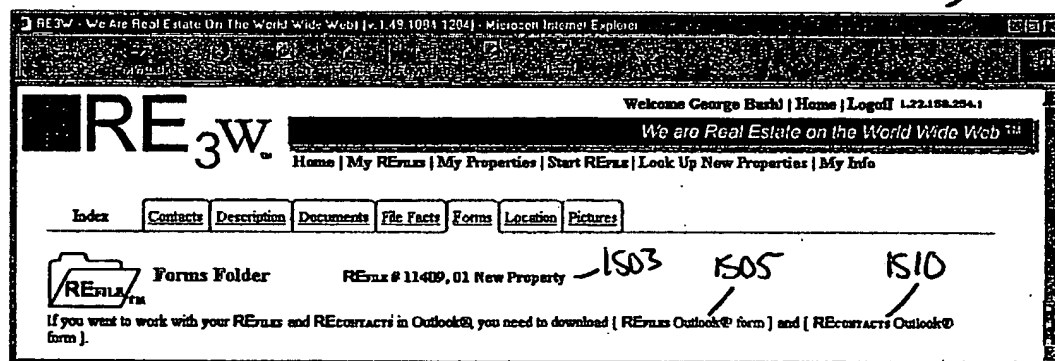 RE3W - We Are Real Estate On The World Wide Web! [v.1.49.1094.1204] - Microsoft Internet Explorer
Welcome George Bush! | Home | Logoff 1.22.158.254.1
RE3W™
We are Real Estate on the World Wide Web™
Home | My REFILES | My Properties | Start REFILE | Look Up New Properties | My Info
Index Contacts Description Documents File Facts Forms Location Pictures
REFILE™ Forms Folder REFILE # 11409, 01 New Property 1503 1505 1510
If you want to work with your REFILES and RECONTACTS in Outlook®, you need to download [ REFILES Outlook® form ] and [ RECONTACTS Outlook®
form ].